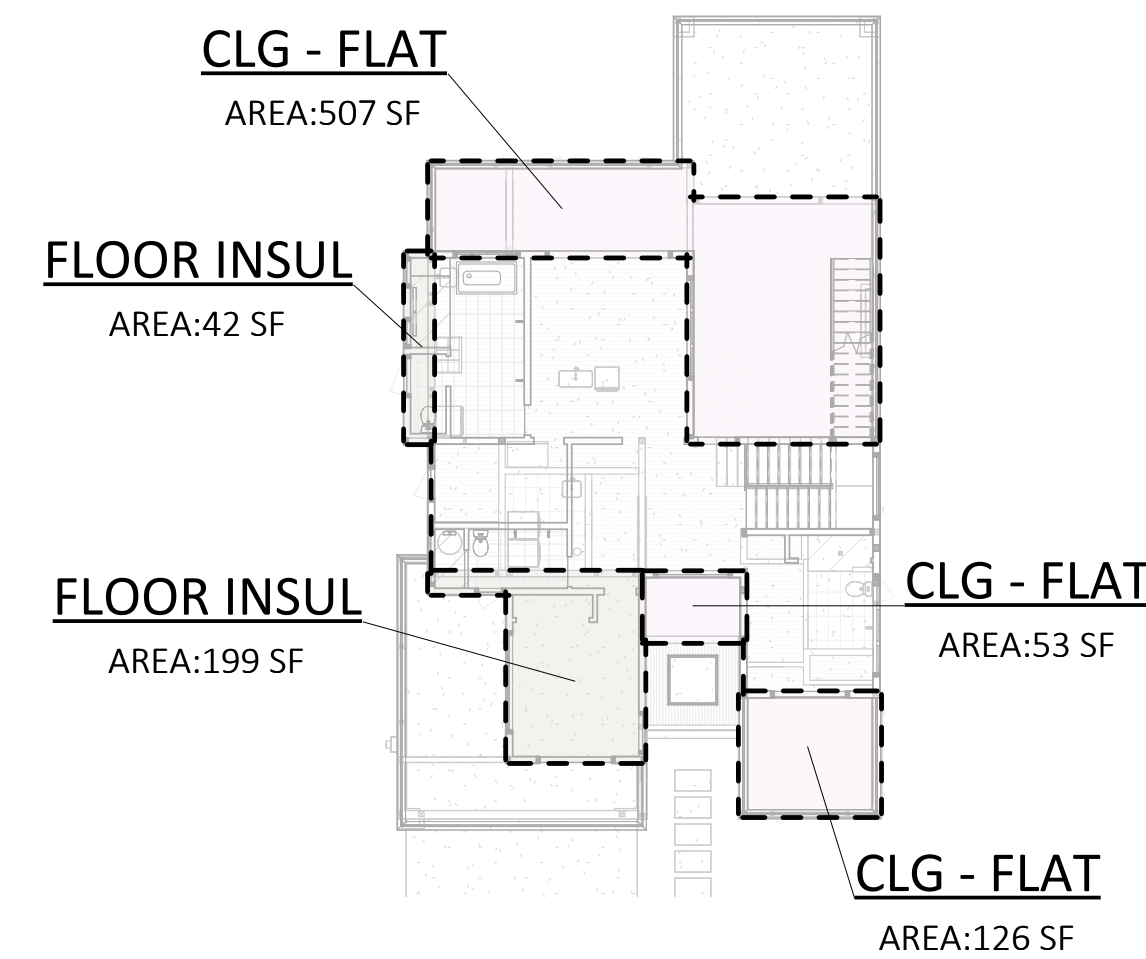 CLG - FLAT
AREA:507 SF
FLOOR INSUL
AREA:42 SF
FLOOR INSUL
AREA:199 SF
CLG - FLAT
AREA:53 SF
CLG - FLAT
AREA:126 SF